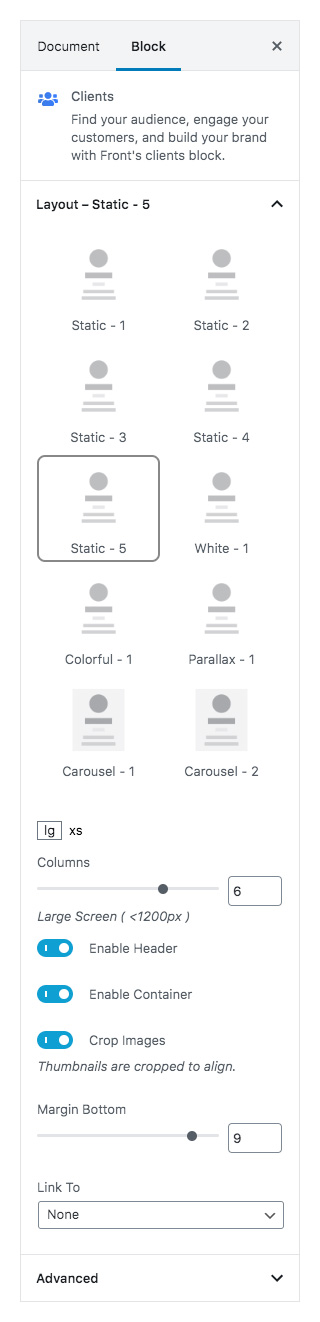 Document Block ×
Clients
Find your audience, engage your
customers, and build your brand
with Front's clients block.
Layout – Static - 5
Static - 1 Static - 2
Static - 3 Static - 4
Static - 5 White - 1
Colorful - 1 Parallax - 1
Carousel - 1 Carousel - 2
lg xs
Columns
6
Large Screen ( <1200px )
Enable Header
Enable Container
Crop Images
Thumbnails are cropped to align.
Margin Bottom
9
Link To
None
Advanced